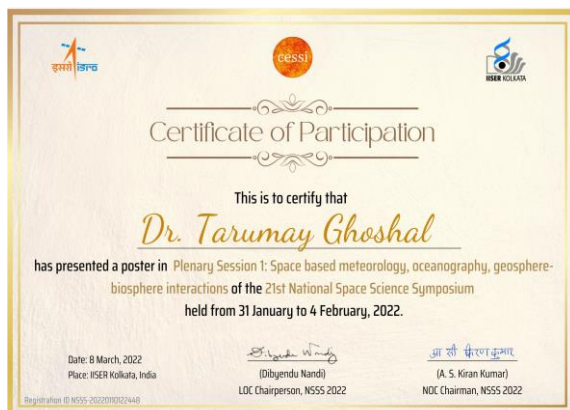 इसरो isro
cessi
IISER KOLKATA
Certificate of Participation
This is to certify that
Dr. Tarumay Ghoshal
has presented a poster in Plenary Session 1: Space based meteorology, oceanography, geosphere-
biosphere interactions of the 21st National Space Science Symposium
held from 31 January to 4 February, 2022.
Date: 8 March, 2022
Place: IISER Kolkata, India
Dibyendu Nandy
(Dibyendu Nandi)
LOC Chairperson, NSSS 2022
आ सी किरण कुमार
(A. S. Kiran Kumar)
NOC Chairman, NSSS 2022
Registration ID NSSS-20220110122448